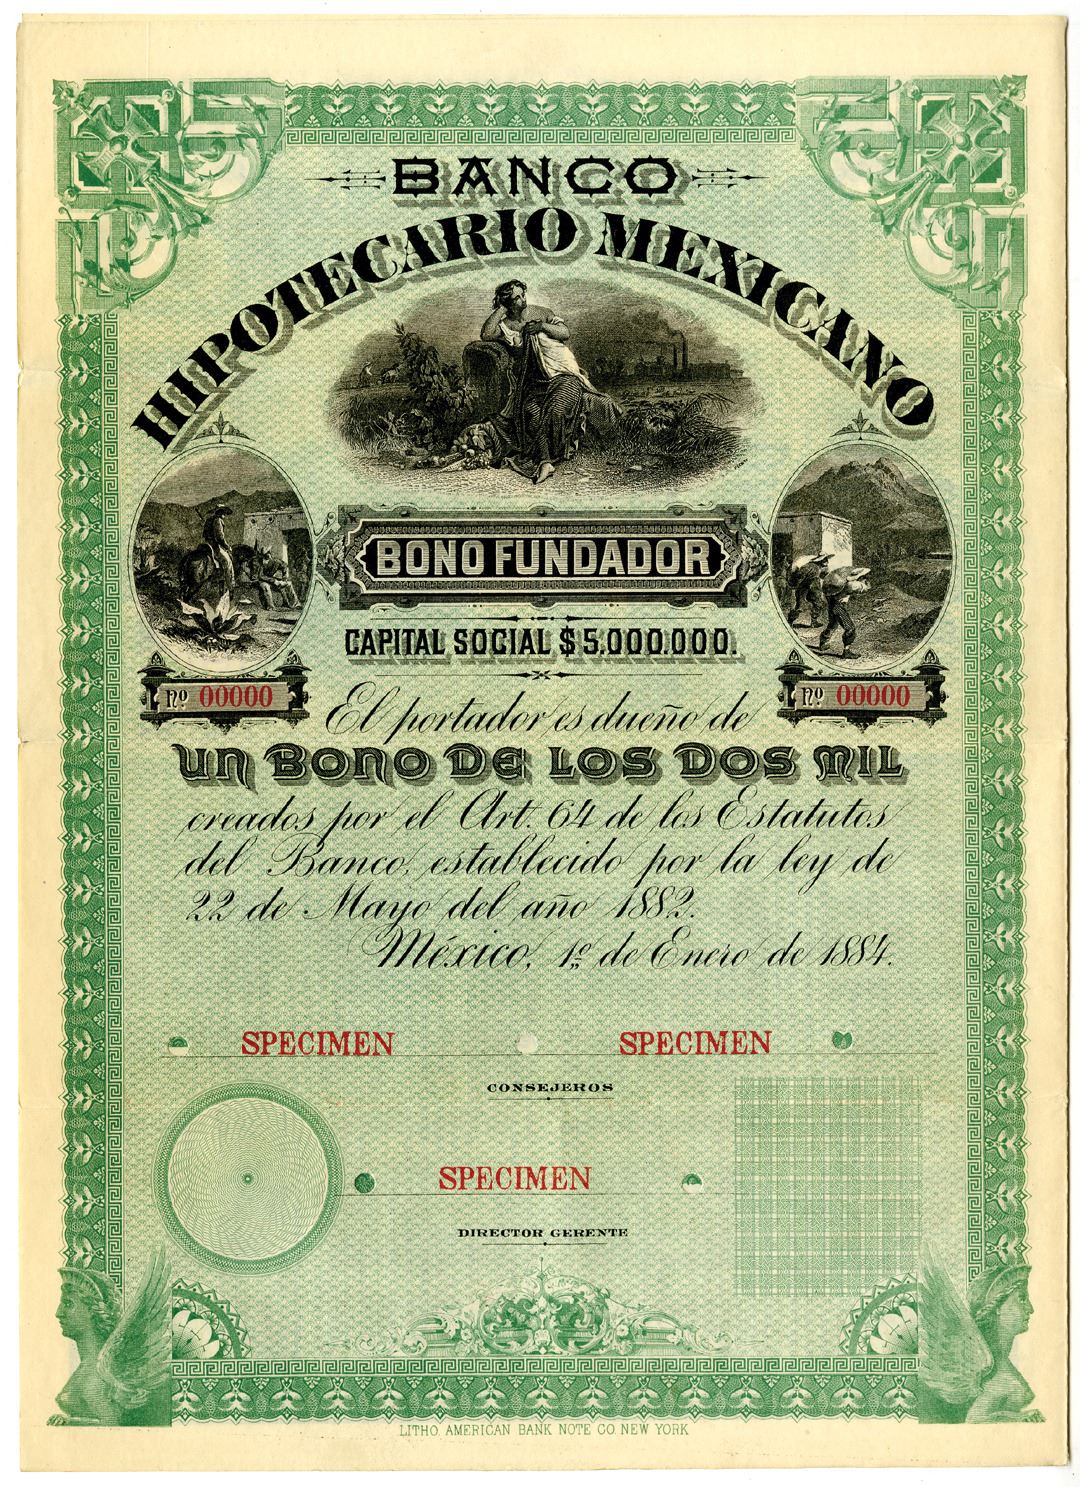 BANCO
HIPOTECARIO MEXICANO
BONO FUNDADOR
CAPITAL SOCIAL $5.000.000.
Nº 00000
Nº 00000
El portador es dueño de
UN BONO DE LOS DOS MIL
creados por el Art. 64 de los Estatutos
del Banco, establecido por la ley de
22 de Mayo del año 1882.
México, 1º de Enero de 1884.
SPECIMEN SPECIMEN
CONSEJEROS
SPECIMEN
DIRECTOR GERENTE
LITHO. AMERICAN BANK NOTE CO. NEW YORK